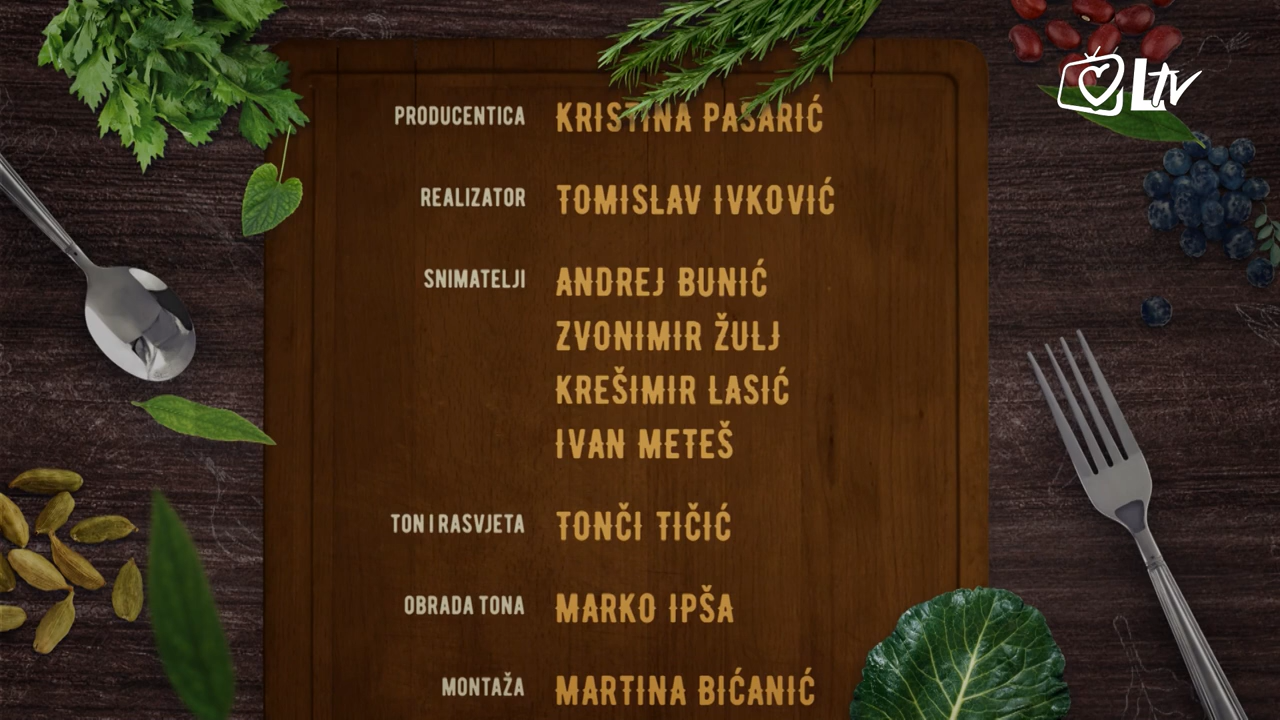 PRODUCENTICA KRISTINA PASARIĆ
LTV
REALIZATOR TOMISLAV IVKOVIĆ
SNIMATELJI ANDREJ BUNIĆ
ZVONIMIR ŽULJ
KREŠIMIR LASIĆ
IVAN METEŠ
TON I RASVJETA TONČI TIČIĆ
OBRADA TONA MARKO IPŠA
MONTAŽA MARTINA BIĆANIĆ